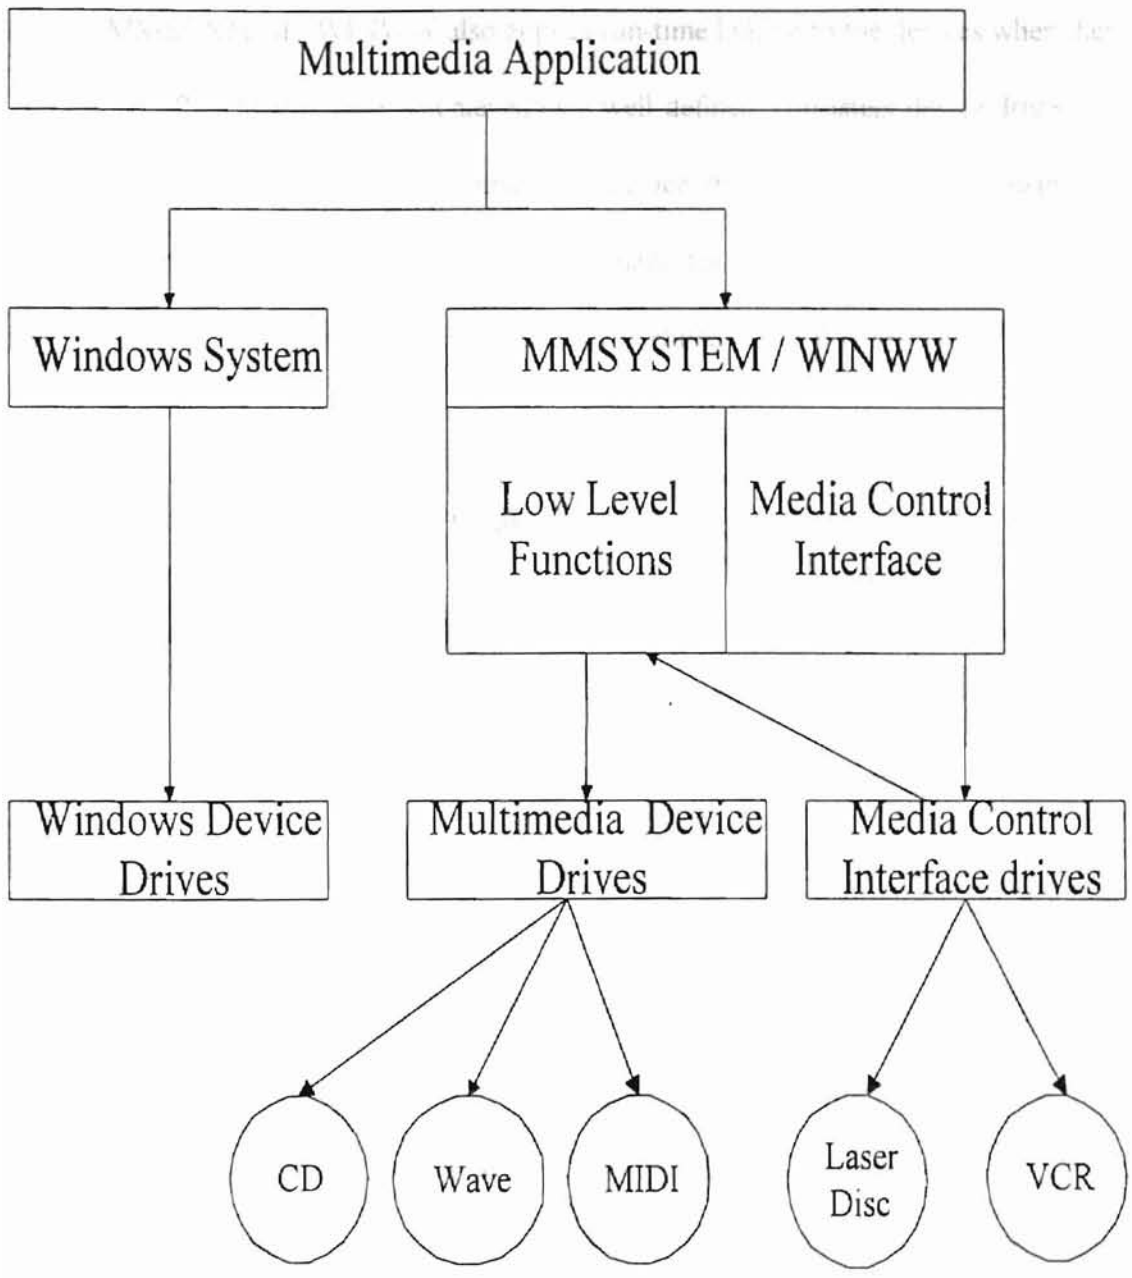 Multimedia Application
Windows System
MMSYSTEM / WINWW
Low Level
Functions
Media Control
Interface
Windows Device
Drives
Multimedia Device
Drives
Media Control
Interface drives
CD
Wave
MIDI
Laser
Disc
VCR